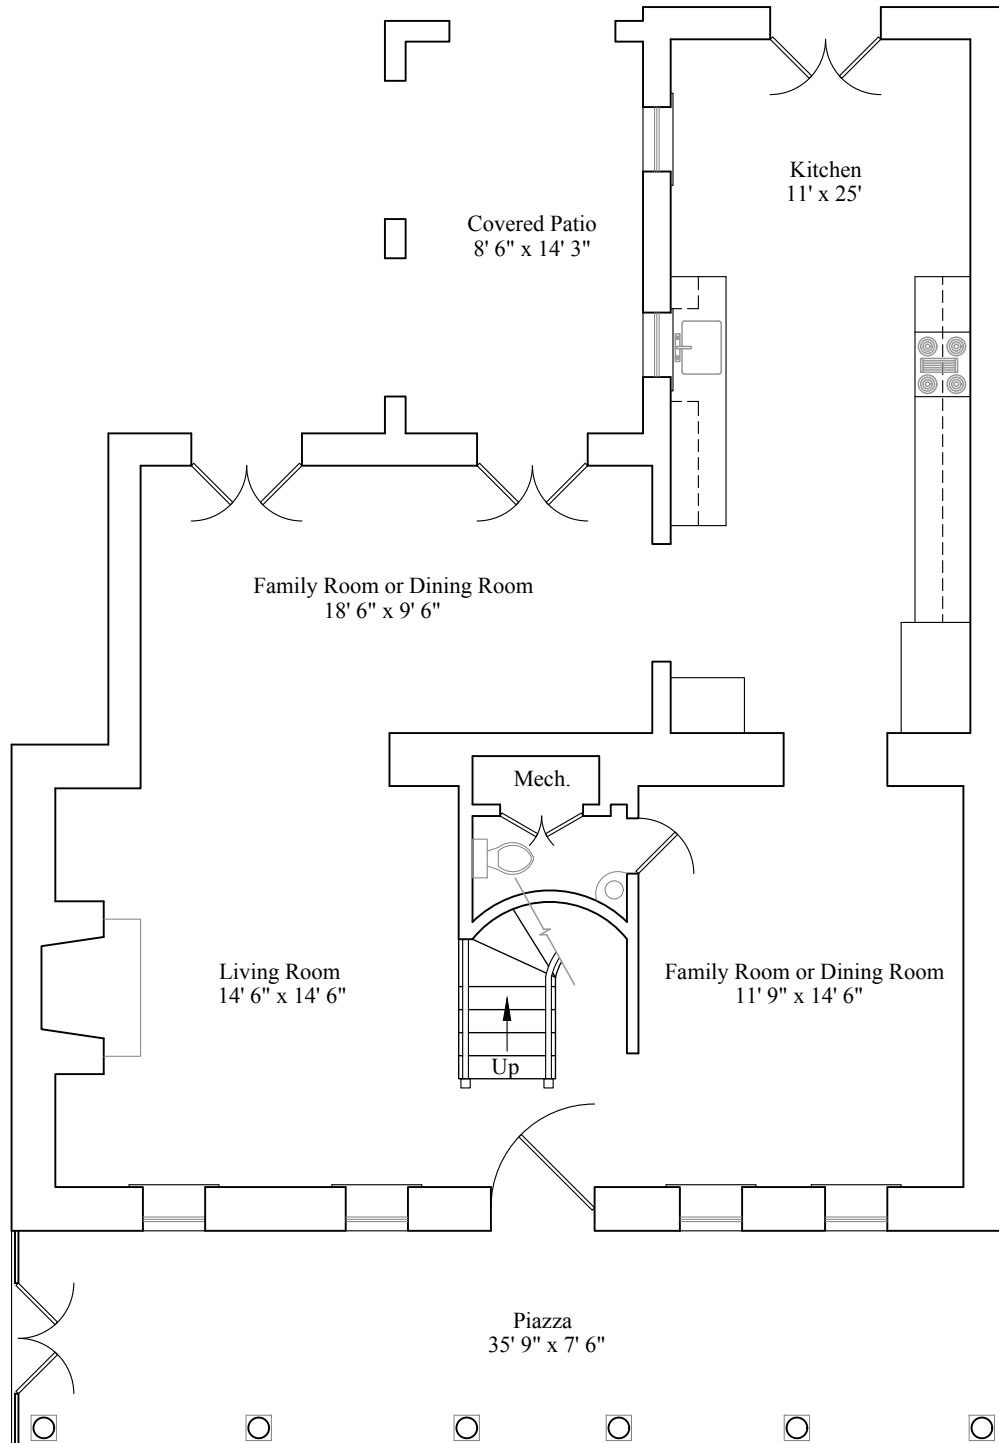 Kitchen
11' x 25'
Covered Patio
8' 6" x 14' 3"
Family Room or Dining Room
18' 6" x 9' 6"
Mech.
Living Room
14' 6" x 14' 6"
Family Room or Dining Room
11' 9" x 14' 6"
Up
Piazza
35' 9" x 7' 6"